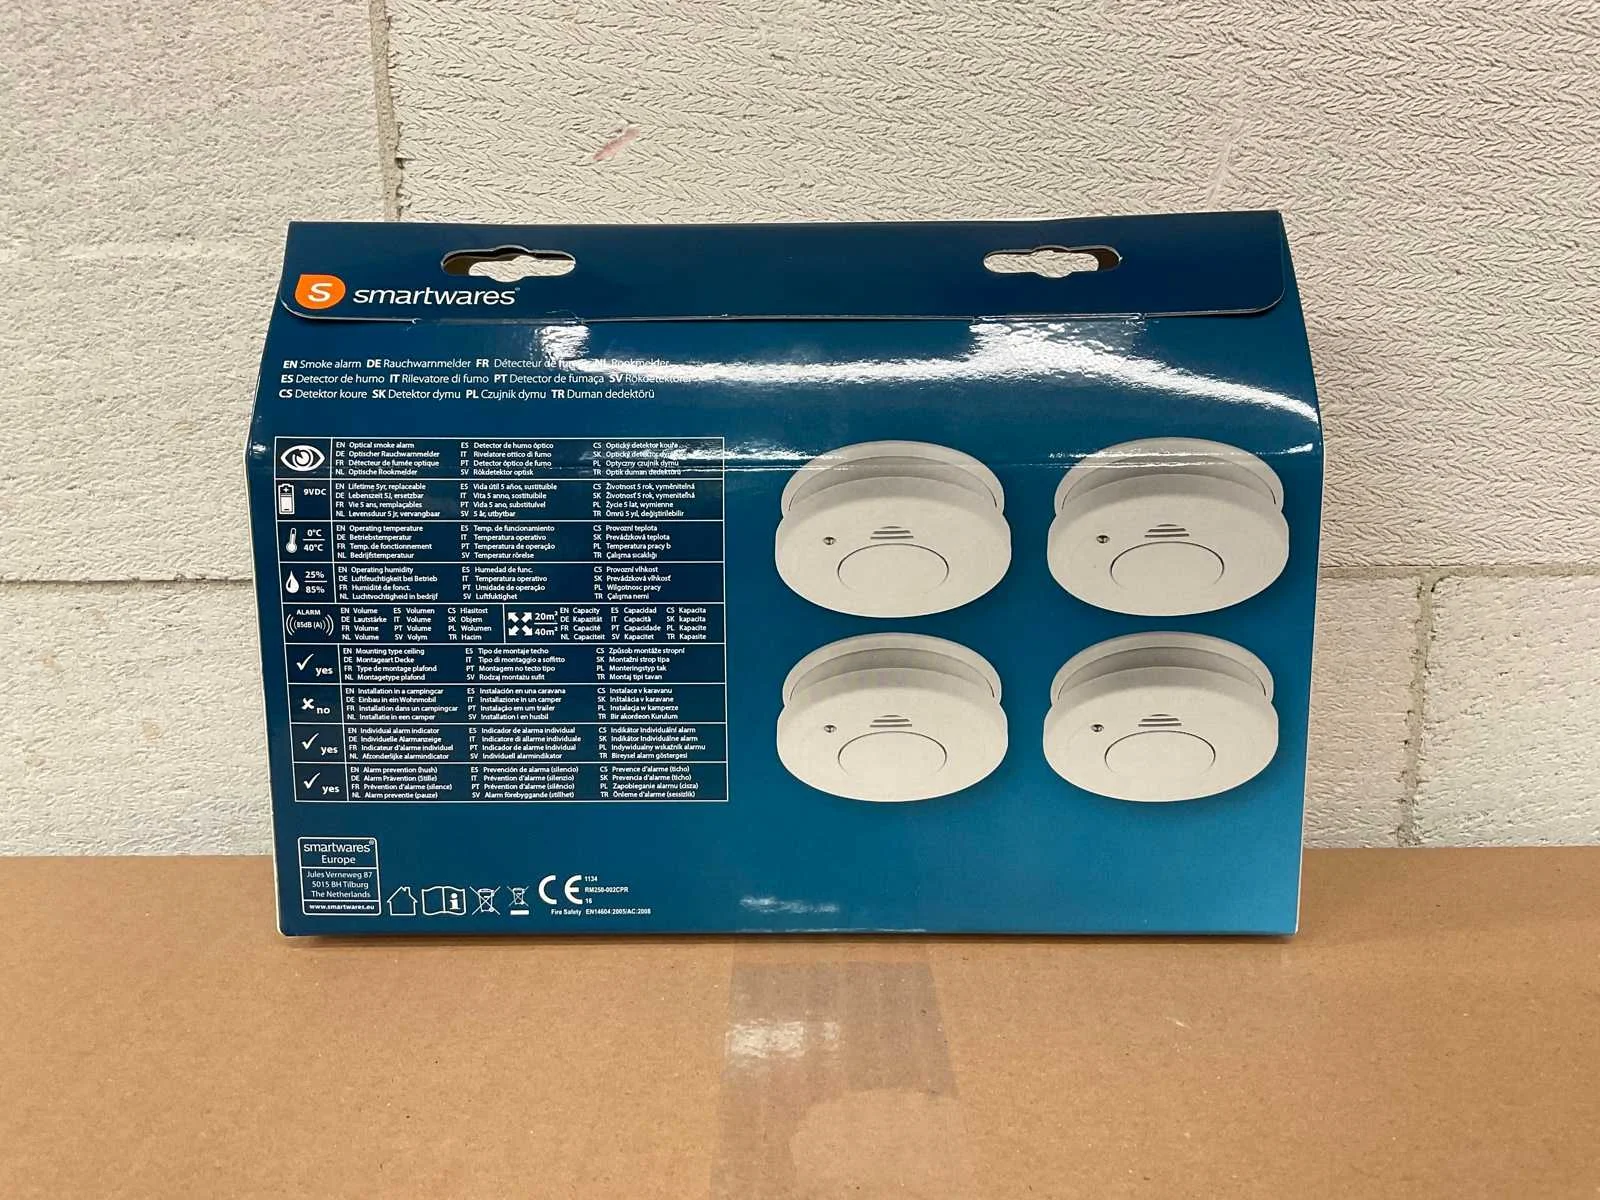 S smartwares®
EN Smoke alarm DE Rauchwarnmelder FR Détecteur de fumée NL Rookmelder
ES Detector de humo IT Rilevatore di fumo PT Detector de fumaça SV Rökdetektorer
CS Detektor koure SK Detektor dymu PL Czujnik dymu TR Duman dedektörü
EN Optical smoke alarm ES Detector de humo óptico CS Optický detektor kouře
DE Optischer Rauchwarnmelder IT Rivelatore ottico di fumo SK Optický detektor dymu
FR Détecteur de fumée optique PT Detector óptico de fumo PL Optyczny czujnik dymu
NL Optische Rookmelder SV Rökdetektor optisk TR Optik duman dedektörü
9VDC
EN Lifetime 5yr, replaceable ES Vida útil 5 años, sustituible CS Životnost 5 rok, vyměnitelná
DE Lebenszeit 5J, ersetzbar IT Vita 5 anno, sostituibile SK Životnosť 5 rok, vymeniteľná
FR Vie 5 ans, remplaçables PT Vida 5 ano, substituível PL Życie 5 lat, wymienne
NL Levensduur 5 jr, vervangbaar SV 5 år, utbytbar TR Ömrü 5 yıl, değiştirilebilir
0°C
40°C
EN Operating temperature ES Temp. de funcionamiento CS Provozní teplota
DE Betriebstemperatur IT Temperatura operativo SK Prevádzková teplota
FR Temp. de fonctionnement PT Temperatura de operação PL Temperatura pracy b
NL Bedrijfstemperatuur SV Temperatur rörelse TR Çalışma sıcaklığı
25%
85%
EN Operating humidity ES Humedad de func. CS Provozní vlhkost
DE Luftfeuchtigkeit bei Betrieb IT Temperatura operativo SK Prevádzková vlhkosť
FR Humidité de fonct. PT Umidade de operação PL Wilgotnosc pracy
NL Luchtvochtigheid in bedrijf SV Luftfuktighet TR Çalışma nemi
ALARM
(85dB (A))
EN Volume ES Volumen CS Hlasitost
DE Lautstärke IT Volume SK Objem
FR Volume PT Volume PL Wolumen
NL Volume SV Volym TR Hacim
20m²
40m²
EN Capacity ES Capacidad CS Kapacita
DE Kapazität IT Capacità SK kapacita
FR Capacité PT Capacidade PL Kapacite
NL Capaciteit SV Kapacitet TR Kapasite
yes
EN Mounting type ceiling ES Tipo de montaje techo CS Způsob montáže stropní
DE Montageart Decke IT Tipo di montaggio a soffitto SK Montažní strop tipa
FR Type de montage plafond PT Montagem no tecto tipo PL Monteringstyp tak
NL Montagetype plafond SV Rodzaj montażu sufit TR Montaj tipi tavan
no
EN Installation in a campingcar ES Instalación en una caravana CS Instalace v karavanu
DE Einbau in ein Wohnmobil IT Installazione in un camper SK Inštalácia v karavane
FR Installation dans un campingcar PT Instalação em um trailer PL Instalacja w kamperze
NL Installatie in een camper SV Installation i en husbil TR Bir akordeon Kurulum
yes
EN Individual alarm indicator ES Indicador de alarma individual CS Indikátor Individuální alarm
DE Individuelle Alarmanzeige IT Indicatore di allarme individuale SK Indikátor Individuálne alarm
FR Indicateur d'alarme individuel PT Indicador de alarme Individual PL Indywidualny wskaźnik alarmu
NL Afzonderlijke alarmindicator SV Individuell alarmindikator TR Bireysel alarm göstergesi
yes
EN Alarm prevention (hush) ES Prevención de alarma (silencio) CS Prevence d'alarme (ticho)
DE Alarm Prävention (Stille) IT Prévention d'alarme (silenzio) SK Prevencia d'alarme (ticho)
FR Prévention d'alarme (silence) PT Prévention d'alarme (silêncio) PL Zapobieganie alarmu (cisza)
NL Alarm preventie (pauze) SV Alarm förebyggande (stillhet) TR Önleme d'alarme (sessizlik)
smartwares®
Europe
Jules Verneweg 87
5015 BH Tilburg
The Netherlands
www.smartwares.eu
CE 1134
RM250-002CPR
16
Fire Safety EN14604:2005/AC:2008